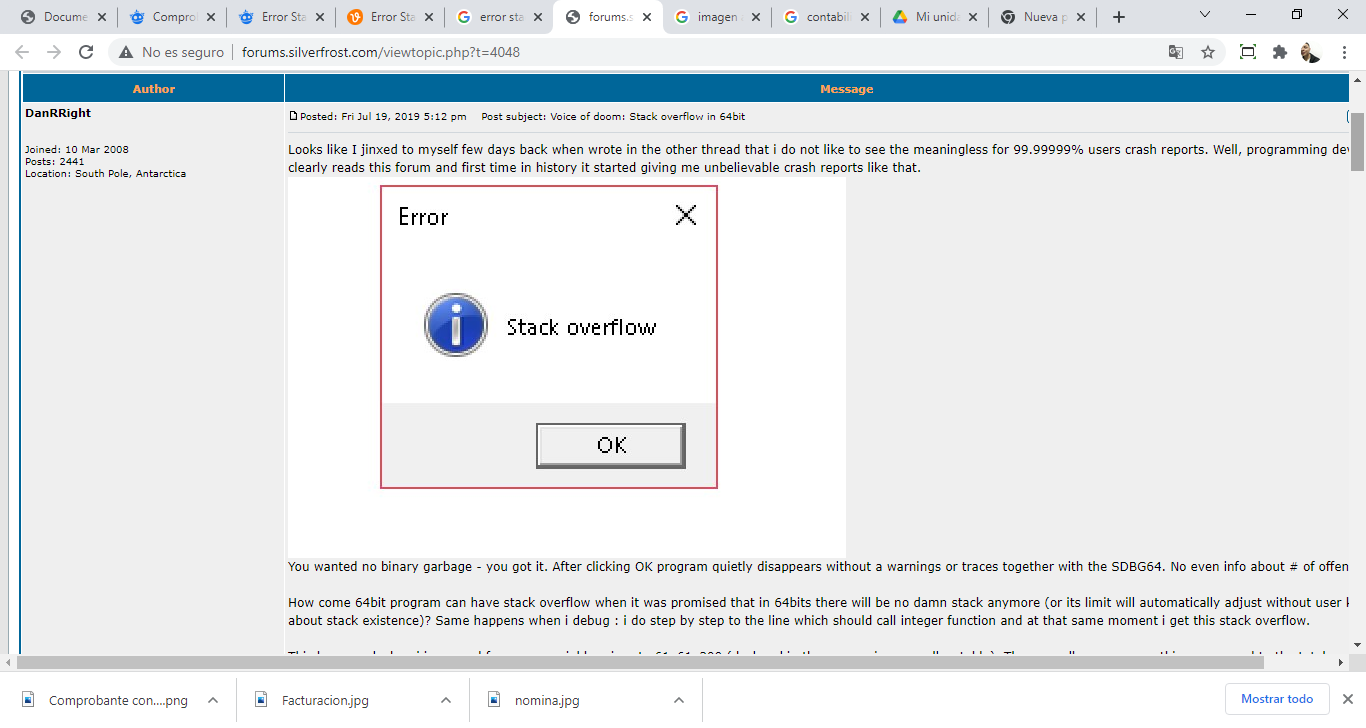 Docume
Compro
Error Sta
Error Sta
error sta
forums.s
imagen
contabil
Mi unida
Nueva p
No es seguro
forums.silverfrost.com/viewtopic.php?t=4048
Author
Message
DanRRight
Joined: 10 Mar 2008
Posts: 2441
Location: South Pole, Antarctica
Posted: Fri Jul 19, 2019 5:12 pm Post subject: Voice of doom: Stack overflow in 64bit
Looks like I jinxed to myself few days back when wrote in the other thread that i do not like to see the meaningless for 99.99999% users crash reports. Well, programming dev
clearly reads this forum and first time in history it started giving me unbelievable crash reports like that.
Error
Stack overflow
OK
You wanted no binary garbage - you got it. After clicking OK program quietly disappears without a warnings or traces together with the SDBG64. No even info about # of offen
How come 64bit program can have stack overflow when it was promised that in 64bits there will be no damn stack anymore (or its limit will automatically adjust without user k
about stack existence)? Same happens when i debug : i do step by step to the line which should call integer function and at that same moment i get this stack overflow.
Comprobante con....png
Facturacion.jpg
nomina.jpg
Mostrar todo